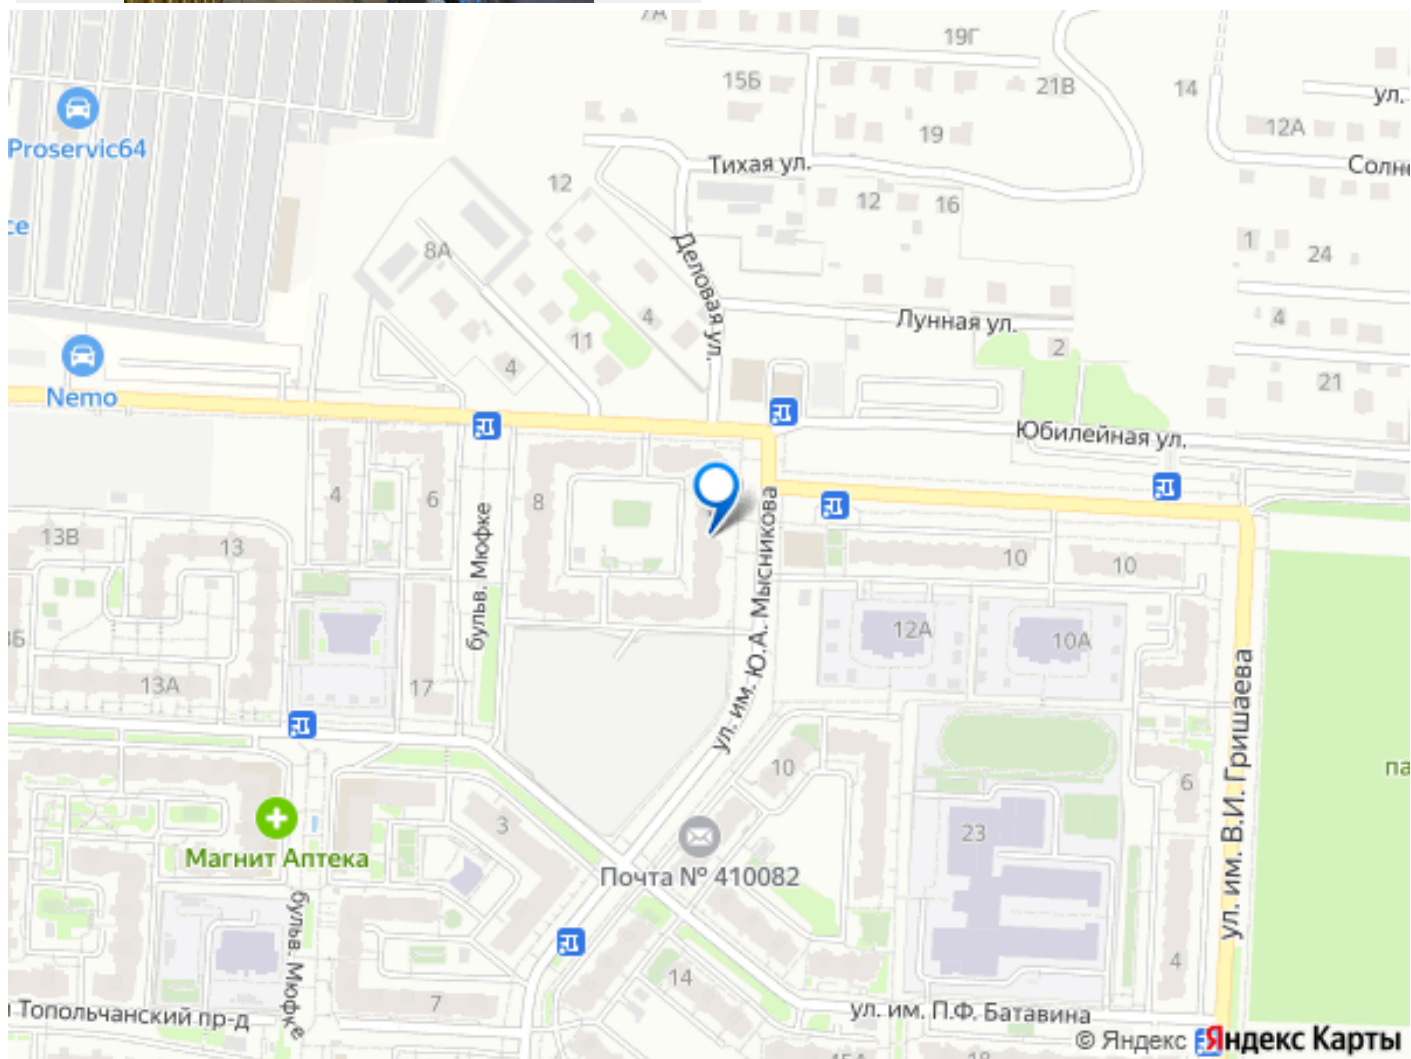 7А
19Г
15Б
21В
14
ул.
Proservic64
19
12А
Тихая ул.
Солне
12
12
16
се
8А
Деловая ул.
1
24
4
Лунная ул.
4
11
2
4
21
Nemo
Юбилейная ул.
4
6
8
бульв. Мюфке
ул. им. Ю.А. Мысникова
13В
13
10
10
12А
10А
13А
17
ул. им. В.И. Гришаева
10
6
па
3
23
Магнит Аптека
Почта № 410082
бульв. Мюфке
14
4
7
Топольчанский пр-д
ул. им. П.Ф. Батавина
© Яндекс
Яндекс Карты